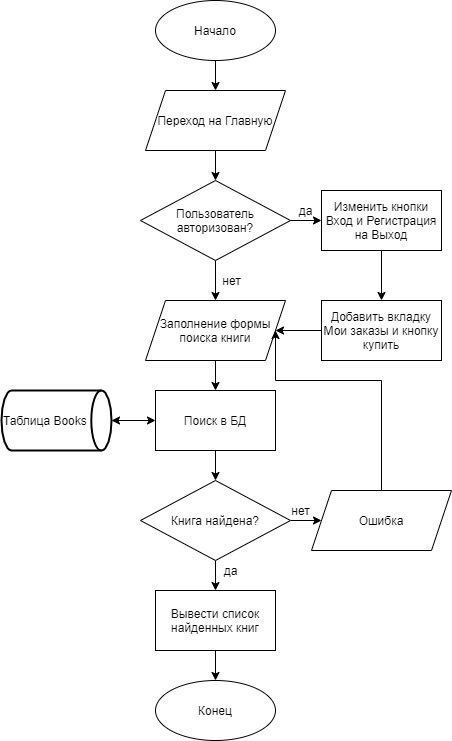 Начало
Переход на Главную
Пользователь
авторизован?
да
Изменить кнопки
Вход и Регистрация
на Выход
нет
Добавить вкладку
Мои заказы и кнопку
купить
Заполнение формы
поиска книги
Таблица Books
Поиск в БД
Книга найдена?
нет
Ошибка
да
Вывести список
найденных книг
Конец